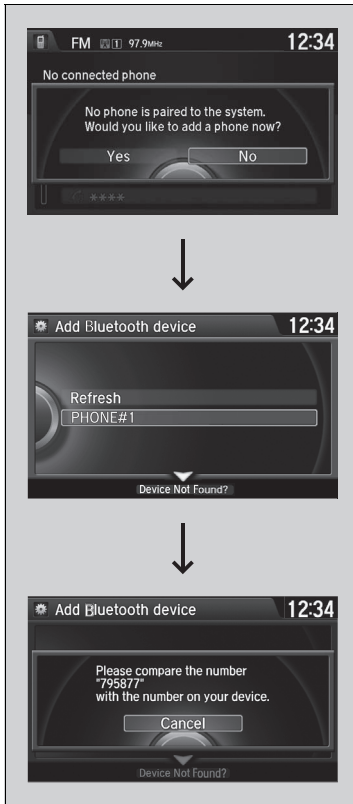 FM 1 97.9MHz 12:34
No connected phone
No phone is paired to the system.
Would you like to add a phone now?
Yes No
****
Add Bluetooth device 12:34
Refresh
PHONE#1
Device Not Found?
Add Bluetooth device 12:34
Please compare the number
"795877"
with the number on your device.
Cancel
Device Not Found?